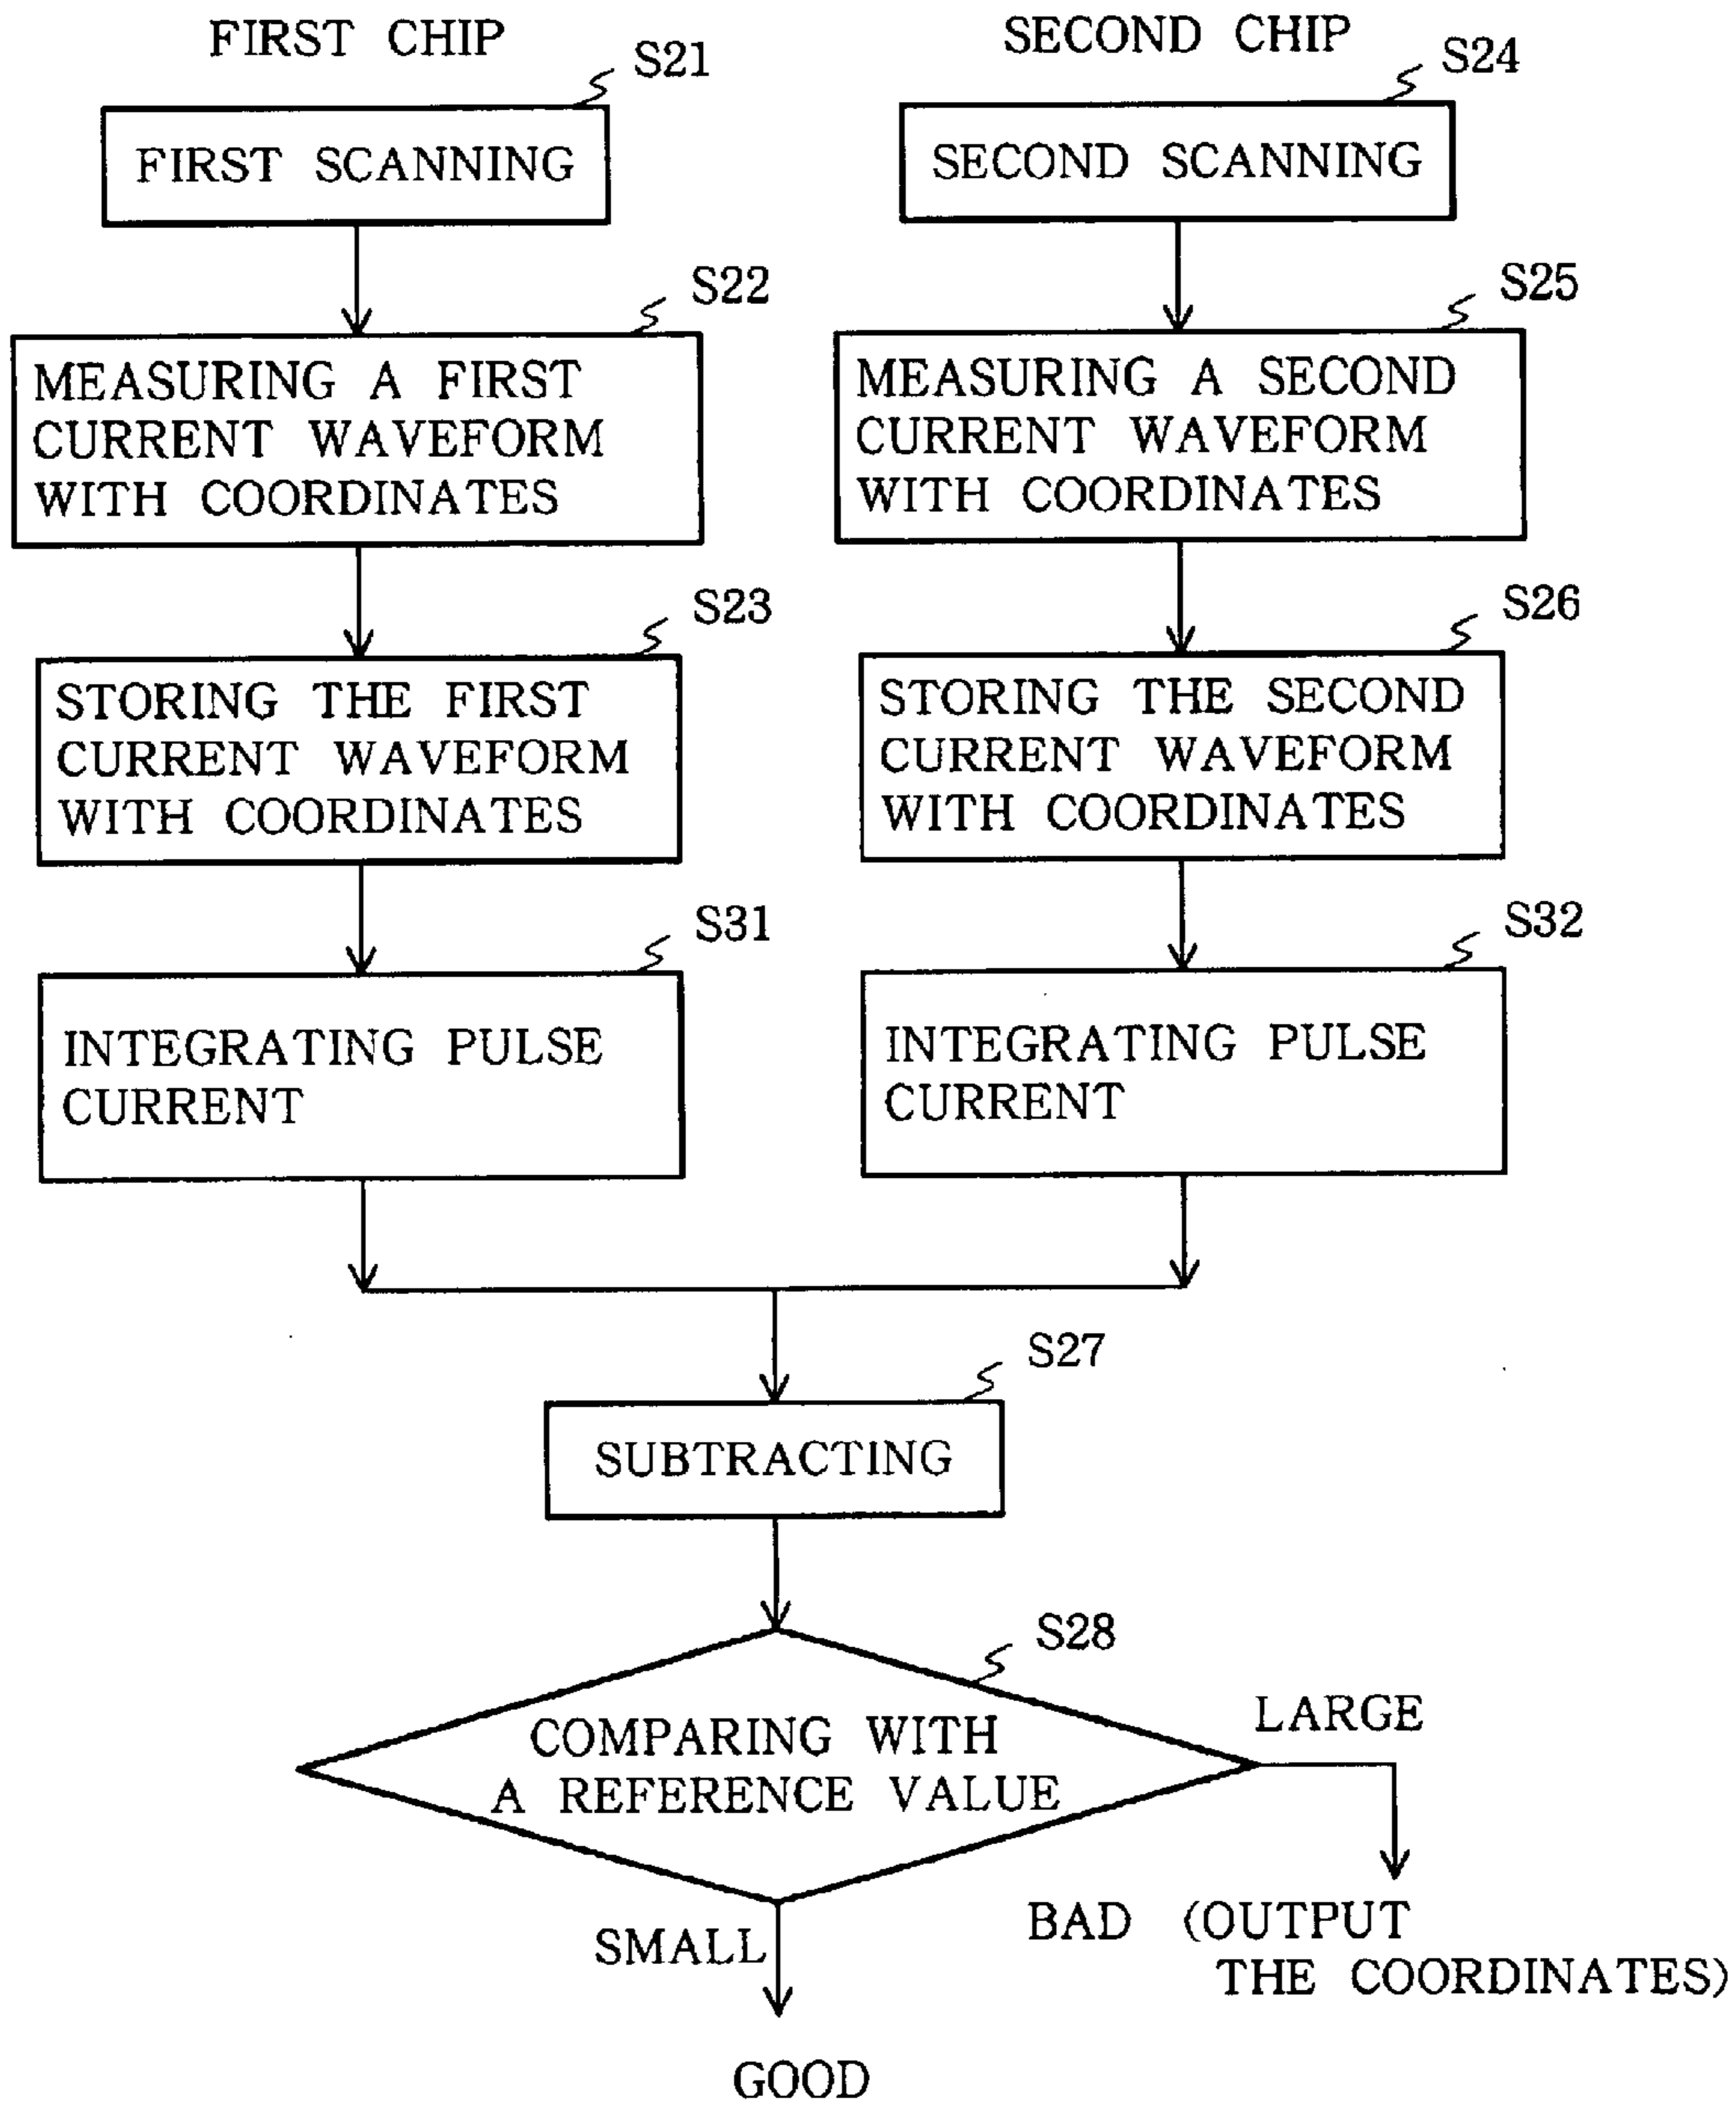 FIRST CHIP
S21
FIRST SCANNING
S22
MEASURING A FIRST
CURRENT WAVEFORM
WITH COORDINATES
S23
STORING THE FIRST
CURRENT WAVEFORM
WITH COORDINATES
S31
INTEGRATING PULSE
CURRENT
SECOND CHIP
S24
SECOND SCANNING
S25
MEASURING A SECOND
CURRENT WAVEFORM
WITH COORDINATES
S26
STORING THE SECOND
CURRENT WAVEFORM
WITH COORDINATES
S32
INTEGRATING PULSE
CURRENT
S27
SUBTRACTING
S28
COMPARING WITH
A REFERENCE VALUE
LARGE
BAD (OUTPUT
THE COORDINATES)
SMALL
GOOD